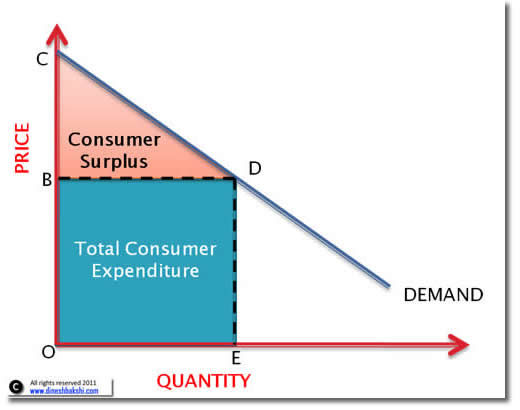 C
PRICE
Consumer
Surplus
B
D
Total Consumer
Expenditure
DEMAND
O
E
QUANTITY
C
All rights reserved 2011
www.dineshbakshi.com